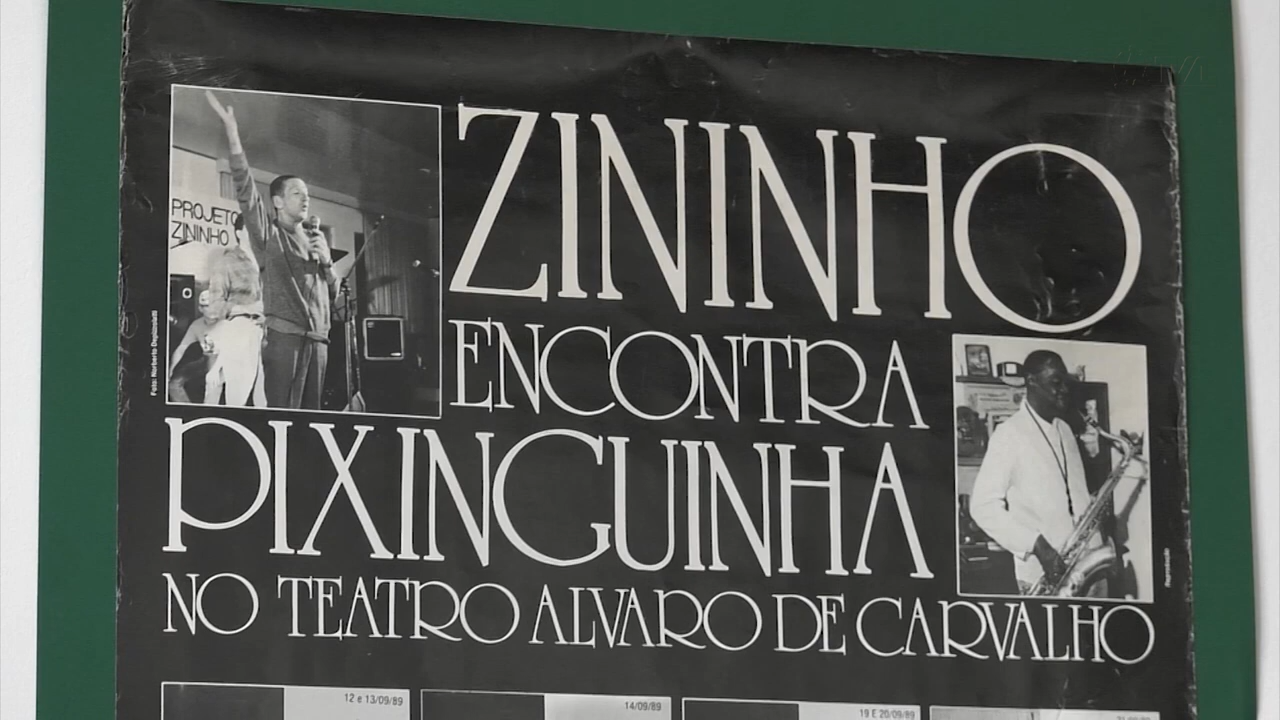 PROJETO
ZININHO
ZININHO
ENCONTRA
PIXINGUINHA
NO TEATRO ALVARO DE CARVALHO
12 e 13/09/89
14/09/89
19 E 20/09/89